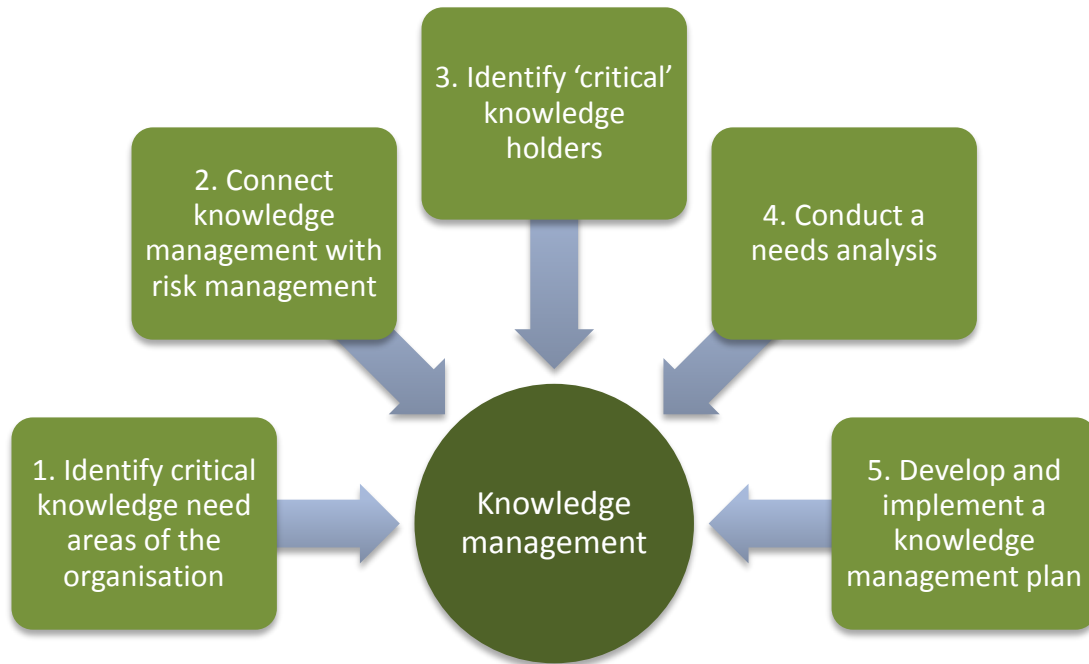 3. Identify ‘critical’
knowledge
holders
2. Connect
knowledge
management with
risk management
4. Conduct a
needs analysis
1. Identify critical
knowledge need
areas of the
organisation
Knowledge
management
5. Develop and
implement a
knowledge
management plan